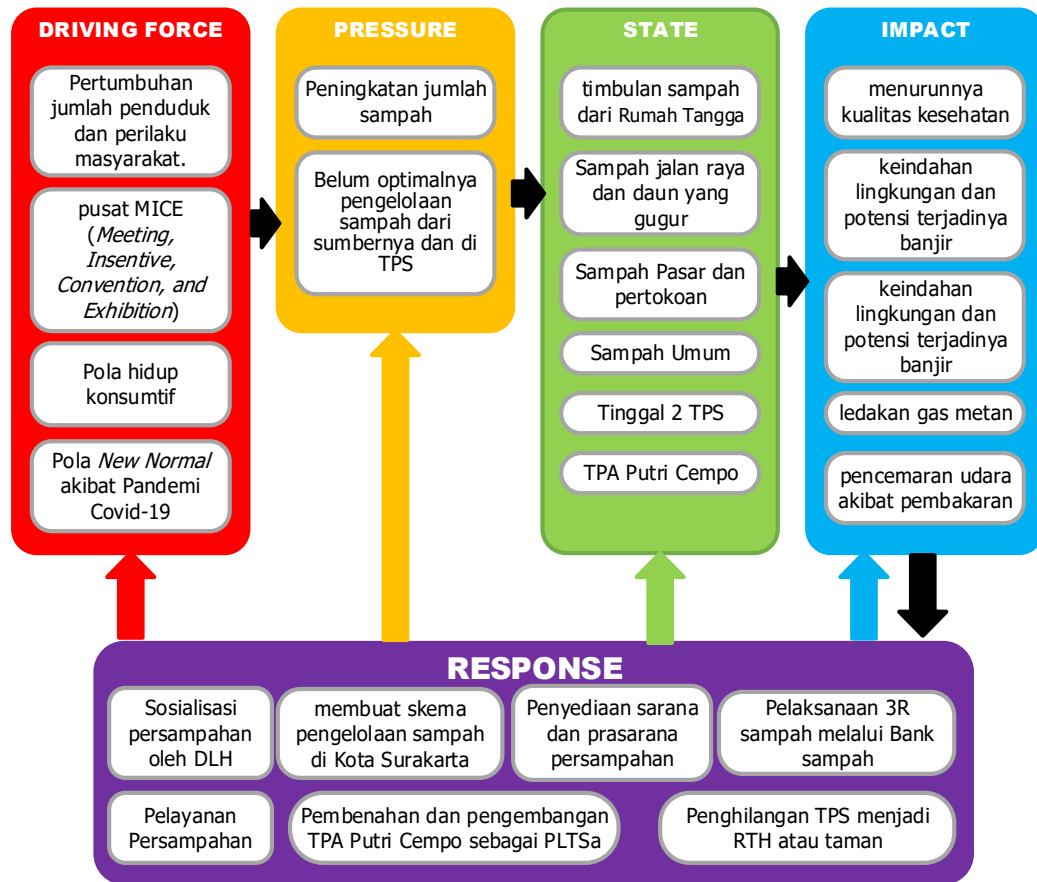 DRIVING FORCE
Pertumbuhan
jumlah penduduk
dan perilaku
masyarakat.
pusat MICE
(Meeting,
Insentive,
Convention, and
Exhibition)
Pola hidup
konsumtif
Pola New Normal
akibat Pandemi
Covid-19
PRESSURE
Peningkatan jumlah
sampah
Belum optimalnya
pengelolaan
sampah dari
sumbernya dan di
TPS
STATE
timbulan sampah
dari Rumah Tangga
Sampah jalan raya
dan daun yang
gugur
Sampah Pasar dan
pertokoan
Sampah Umum
Tinggal 2 TPS
TPA Putri Cempo
IMPACT
menurunnya
kualitas kesehatan
keindahan
lingkungan dan
potensi terjadinya
banjir
keindahan
lingkungan dan
potensi terjadinya
banjir
ledakan gas metan
pencemaran udara
akibat pembakaran
RESPONSE
Sosialisasi
persampahan
oleh DLH
membuat skema
pengelolaan sampah
di Kota Surakarta
Penyediaan sarana
dan prasarana
persampahan
Pelaksanaan 3R
sampah melalui Bank
sampah
Pelayanan
Persampahan
Pembenahan dan pengembangan
TPA Putri Cempo sebagai PLTSa
Penghilangan TPS menjadi
RTH atau taman